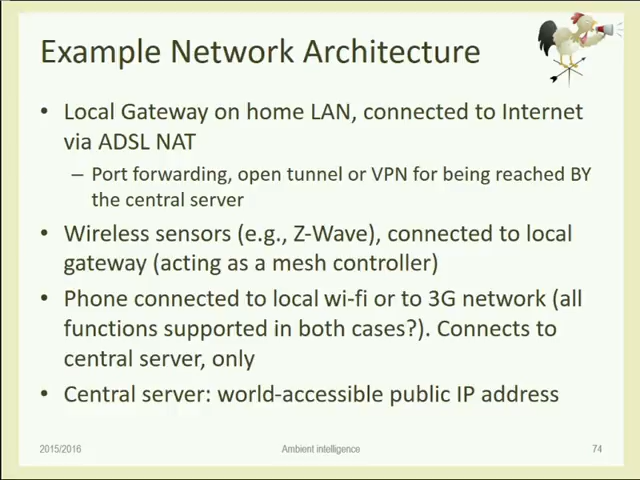 Example Network Architecture
• Local Gateway on home LAN, connected to Internet
via ADSL NAT
– Port forwarding, open tunnel or VPN for being reached BY
the central server
• Wireless sensors (e.g., Z-Wave), connected to local
gateway (acting as a mesh controller)
• Phone connected to local wi-fi or to 3G network (all
functions supported in both cases?). Connects to
central server, only
• Central server: world-accessible public IP address
2015/2016 Ambient intelligence 74